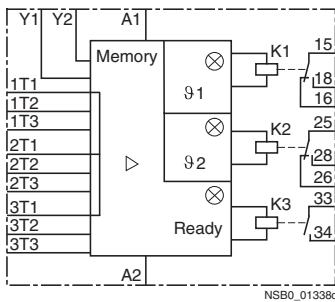 Y1 Y2 A1
Memory
K1
15
18
16
ϑ1
1T1
1T2
1T3
2T1
2T2
2T3
3T1
3T2
3T3
K2
25
28
26
ϑ2
K3
33
34
Ready
A2
NSB0_01338c